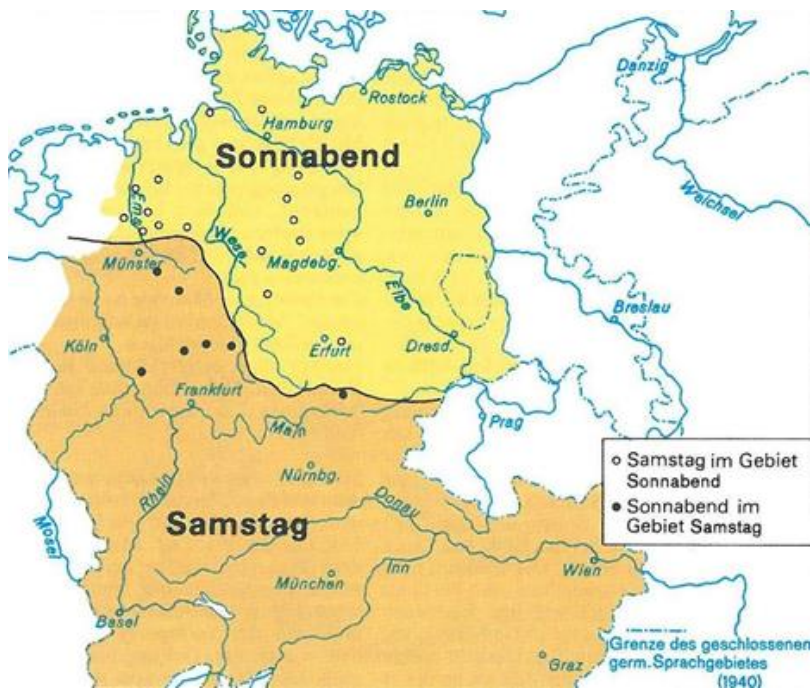 Danzig
Rostock
Hamburg
Sonnabend
Ems
Berlin
Weichsel
Weser
Münster
Magdebg.
Elbe
Breslau
Köln
Erfurt
Dresd.
Frankfurt
Prag
Main
Samstag im Gebiet
Sonnabend
Sonnabend im
Gebiet Samstag
Nürnbg.
Rhein
Donau
Mosel
Samstag
Inn
Wien
München
Basel
Grenze des geschlossenen
germ. Sprachgebietes
(1940)
Graz